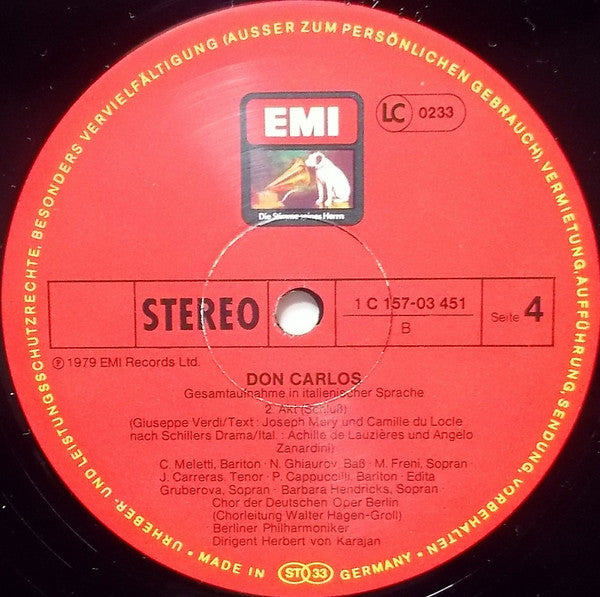 URHEBER- UND LEISTUNGSSCHUTZRECHTE, BESONDERS VERVIELFÄLTIGUNG (AUSSER ZUM PERSÖNLICHEN GEBRAUCH), VERMIETUNG, AUFFÜHRUNG, SENDUNG, VORBEHALTEN
EMI
LC 0233
Die Stimme seines Herrn
STEREO
1 C 157-03 451
B
Seite 4
Ⓟ 1979 EMI Records Ltd.
DON CARLOS
Gesamtaufnahme in italienischer Sprache
2. Akt (Schluß)
(Giuseppe Verdi/Text: Joseph Mery und Camille du Locle
nach Schillers Drama/Ital.: Achille de Lauzières und Angelo
Zanardini)
C. Meletti, Bariton · N. Ghiaurov, Baß · M. Freni, Sopran
J. Carreras, Tenor · P. Cappuccilli, Bariton · Edita
Gruberova, Sopran · Barbara Hendricks, Sopran
Chor der Deutschen Oper Berlin
(Chorleitung Walter Hagen-Groll)
Berliner Philharmoniker
Dirigent Herbert von Karajan
• MADE IN ST 33 GERMANY •